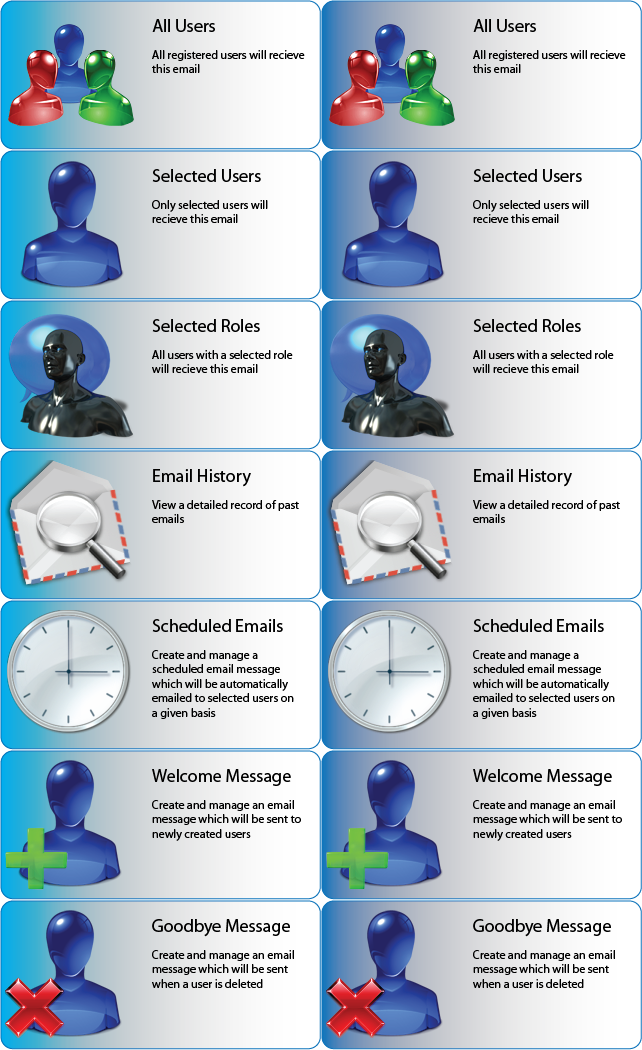 All Users
All registered users will recieve
this email
All Users
All registered users will recieve
this email
Selected Users
Only selected users will
recieve this email
Selected Users
Only selected users will
recieve this email
Selected Roles
All users with a selected role
will recieve this email
Selected Roles
All users with a selected role
will recieve this email
Email History
View a detailed record of past
emails
Email History
View a detailed record of past
emails
Scheduled Emails
Create and manage a
scheduled email message
which will be automatically
emailed to selected users on
a given basis
Scheduled Emails
Create and manage a
scheduled email message
which will be automatically
emailed to selected users on
a given basis
Welcome Message
Create and manage an email
message which will be sent to
newly created users
Welcome Message
Create and manage an email
message which will be sent to
newly created users
Goodbye Message
Create and manage an email
message which will be sent
when a user is deleted
Goodbye Message
Create and manage an email
message which will be sent
when a user is deleted